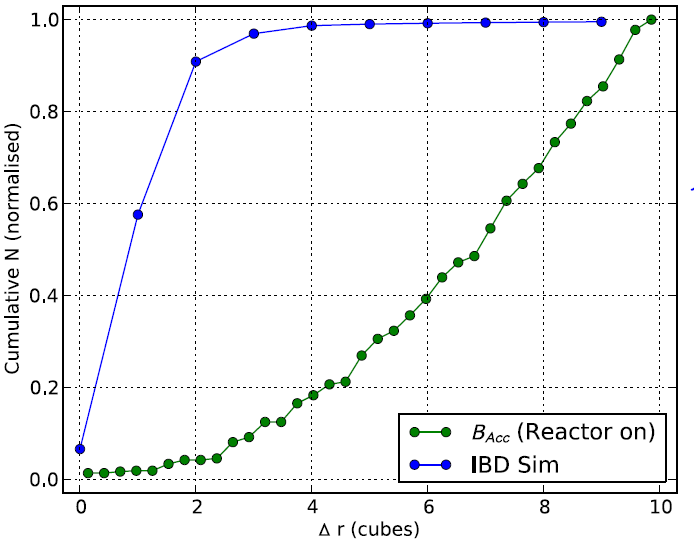 1.0
0.8
0.6
0.4
0.2
0.0
Cumulative N (normalised)
B_Acc (Reactor on)
IBD Sim
0 2 4 6 8 10
Δ r (cubes)